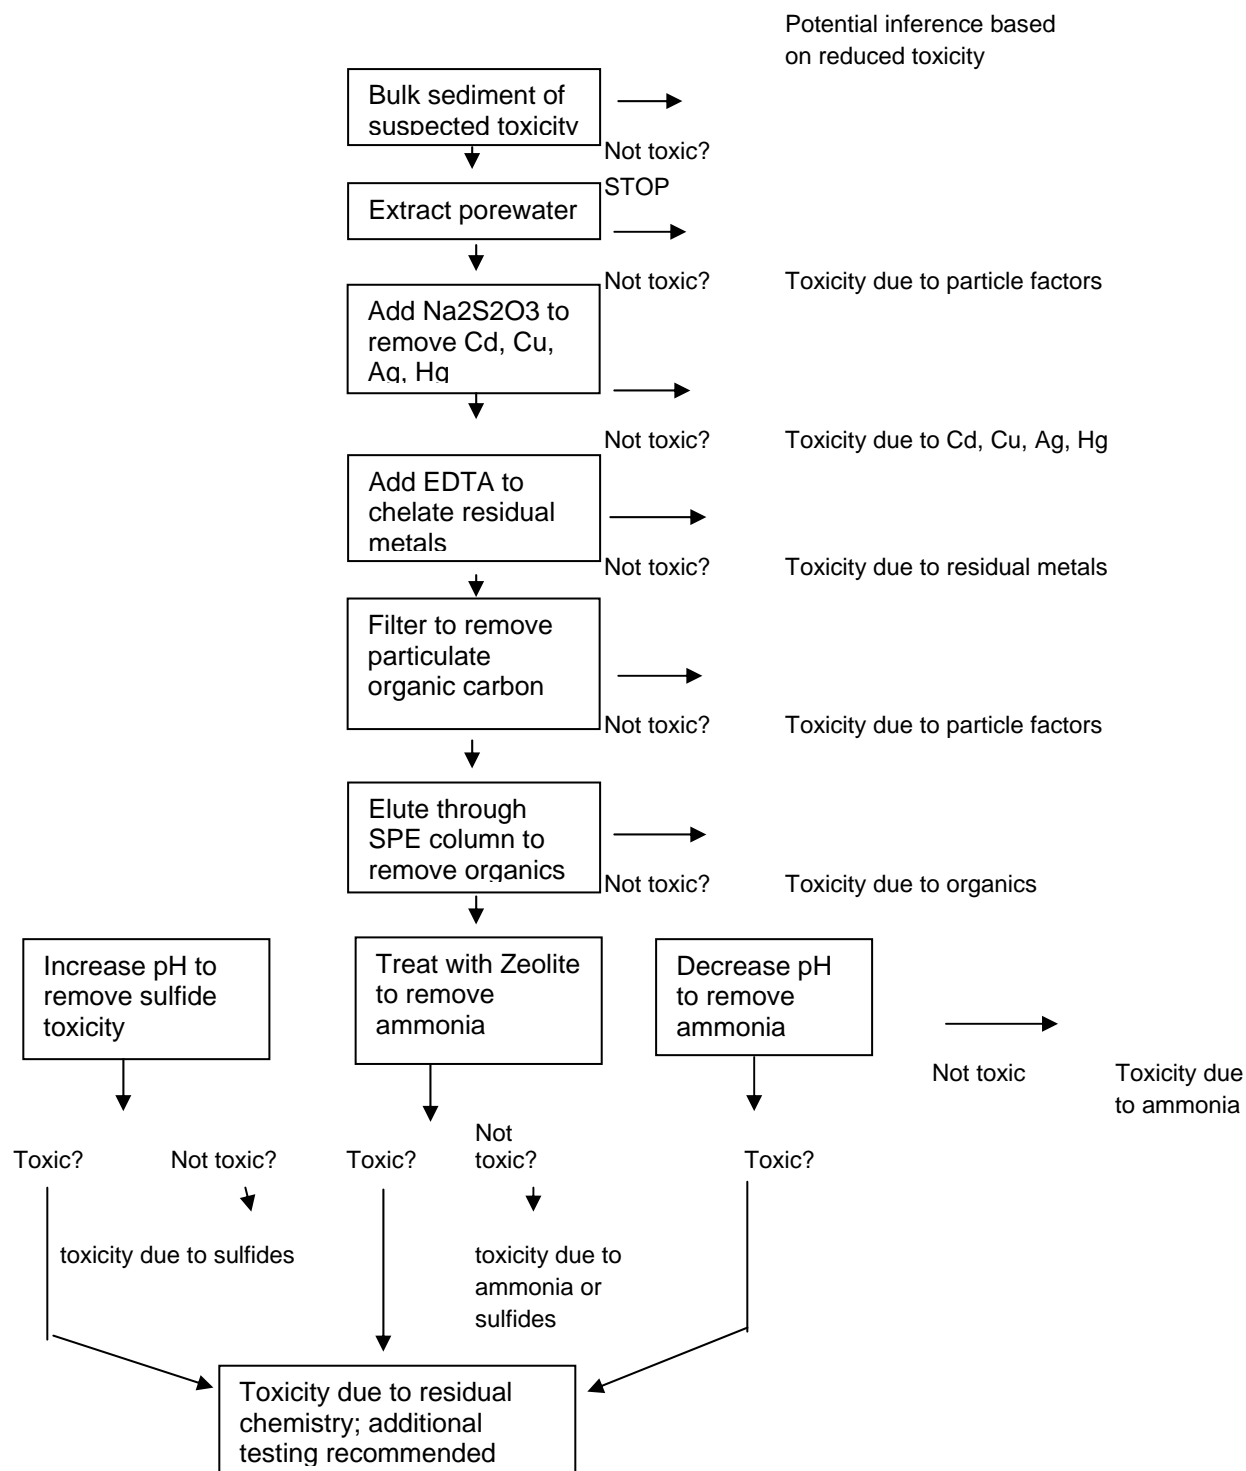 Potential inference based
on reduced toxicity
Bulk sediment of
suspected toxicity
Not toxic?
STOP
Extract porewater
Not toxic?
Toxicity due to particle factors
Add Na2S2O3 to
remove Cd, Cu,
Ag, Hg
Not toxic?
Toxicity due to Cd, Cu, Ag, Hg
Add EDTA to
chelate residual
metals
Not toxic?
Toxicity due to residual metals
Filter to remove
particulate
organic carbon
Not toxic?
Toxicity due to particle factors
Elute through
SPE column to
remove organics
Not toxic?
Toxicity due to organics
Increase pH to
remove sulfide
toxicity
Treat with Zeolite
to remove
ammonia
Decrease pH
to remove
ammonia
Not toxic
Toxicity due
to ammonia
Toxic?
Not toxic?
Toxic?
Not
toxic?
Toxic?
toxicity due to sulfides
toxicity due to
ammonia or
sulfides
Toxicity due to residual
chemistry; additional
testing recommended